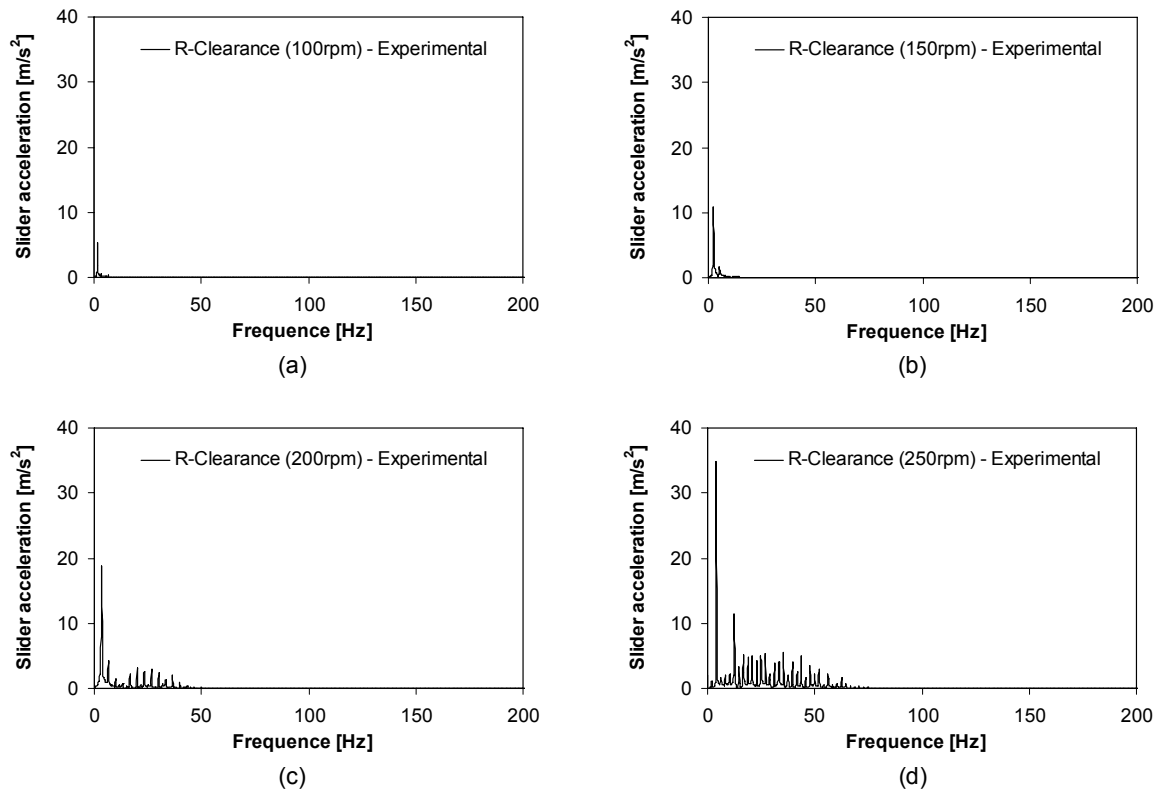 40
30
20
10
0
Slider acceleration [m/s²]
R-Clearance (100rpm) - Experimental
0 50 100 150 200
Frequence [Hz]
(a)
40
30
20
10
0
Slider acceleration [m/s²]
R-Clearance (150rpm) - Experimental
0 50 100 150 200
Frequence [Hz]
(b)
40
30
20
10
0
Slider acceleration [m/s²]
R-Clearance (200rpm) - Experimental
0 50 100 150 200
Frequence [Hz]
(c)
40
30
20
10
0
Slider acceleration [m/s²]
R-Clearance (250rpm) - Experimental
0 50 100 150 200
Frequence [Hz]
(d)